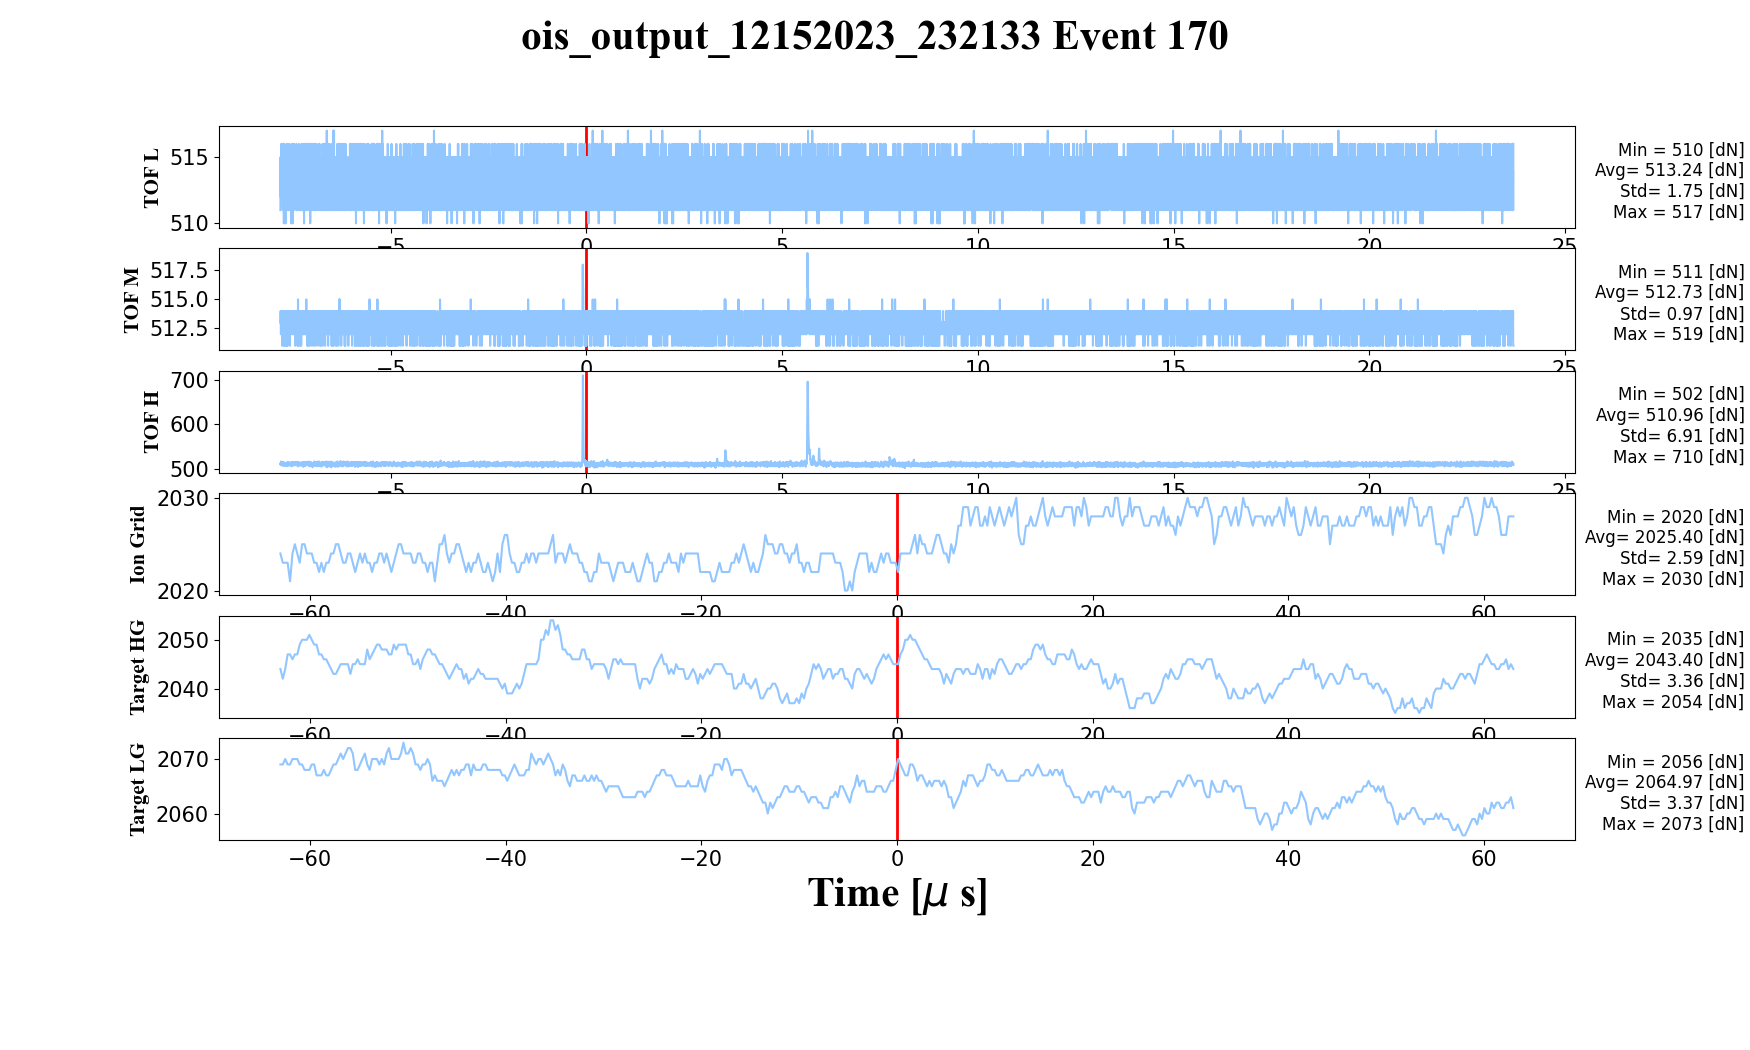 ois_output_12152023_232133 Event 170
TOF L
515
510
−5 0 5 10 15 20 25
Min = 510 [dN]
Avg= 513.24 [dN]
Std= 1.75 [dN]
Max = 517 [dN]
TOF M
517.5
515.0
512.5
−5 0 5 10 15 20 25
Min = 511 [dN]
Avg= 512.73 [dN]
Std= 0.97 [dN]
Max = 519 [dN]
TOF H
700
600
500
−5 0 5 10 15 20 25
Min = 502 [dN]
Avg= 510.96 [dN]
Std= 6.91 [dN]
Max = 710 [dN]
Ion Grid
2030
2020
−60 −40 −20 0 20 40 60
Min = 2020 [dN]
Avg= 2025.40 [dN]
Std= 2.59 [dN]
Max = 2030 [dN]
Target HG
2050
2040
−60 −40 −20 0 20 40 60
Min = 2035 [dN]
Avg= 2043.40 [dN]
Std= 3.36 [dN]
Max = 2054 [dN]
Target LG
2070
2060
−60 −40 −20 0 20 40 60
Min = 2056 [dN]
Avg= 2064.97 [dN]
Std= 3.37 [dN]
Max = 2073 [dN]
Time [μ s]